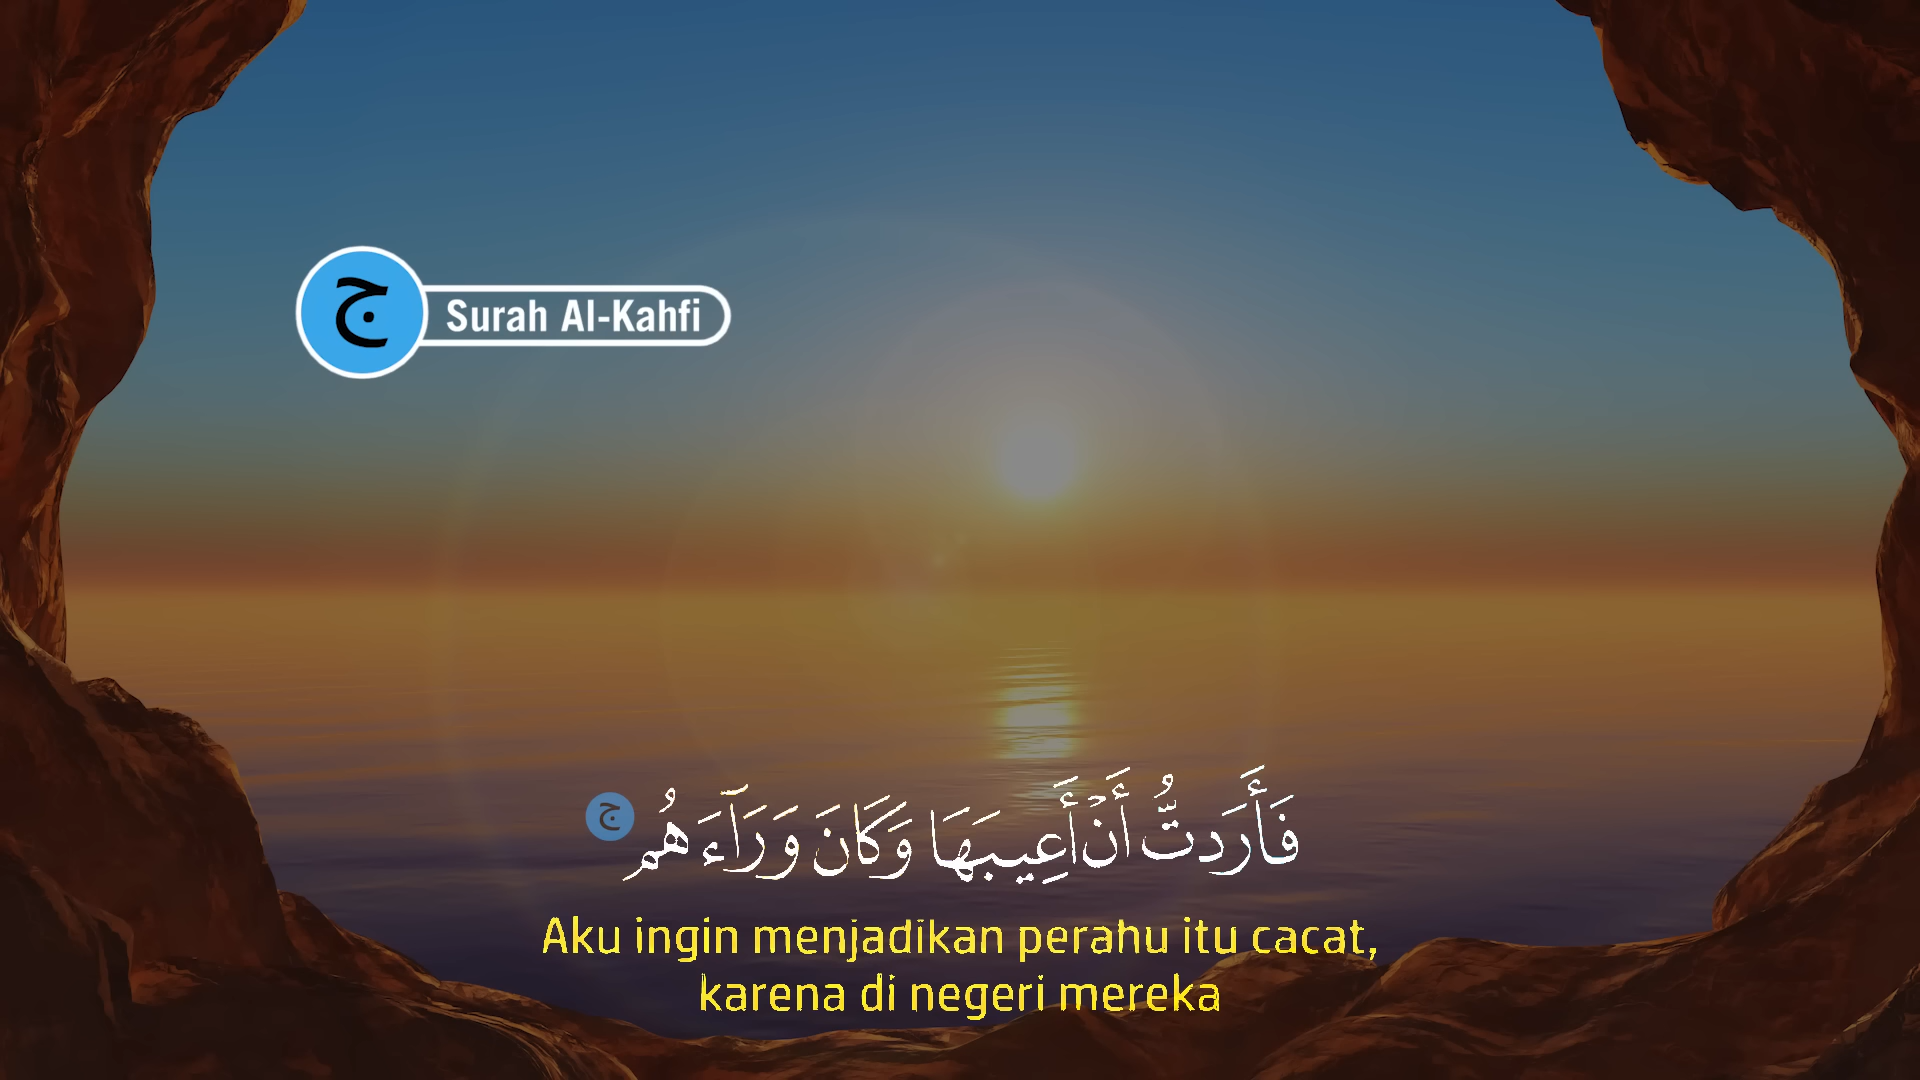 ج
Surah Al-Kahfi
فَأَرَدتُّ أَنۡ أَعِيبَهَا وَكَانَ وَرَآءَهُم ج
Aku ingin menjadikan perahu itu cacat,
karena di negeri mereka